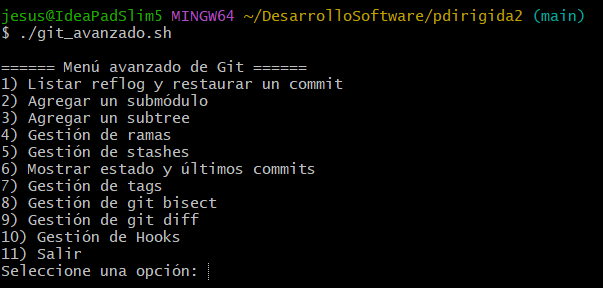 jesus@IdeaPadSlim5 MINGW64 ~/DesarrolloSoftware/pdirigida2 (main)
$ ./git_avanzado.sh
====== Menú avanzado de Git ======
1) Listar reflog y restaurar un commit
2) Agregar un submódulo
3) Agregar un subtree
4) Gestión de ramas
5) Gestión de stashes
6) Mostrar estado y últimos commits
7) Gestión de tags
8) Gestión de git bisect
9) Gestión de git diff
10) Gestión de Hooks
11) Salir
Seleccione una opción: